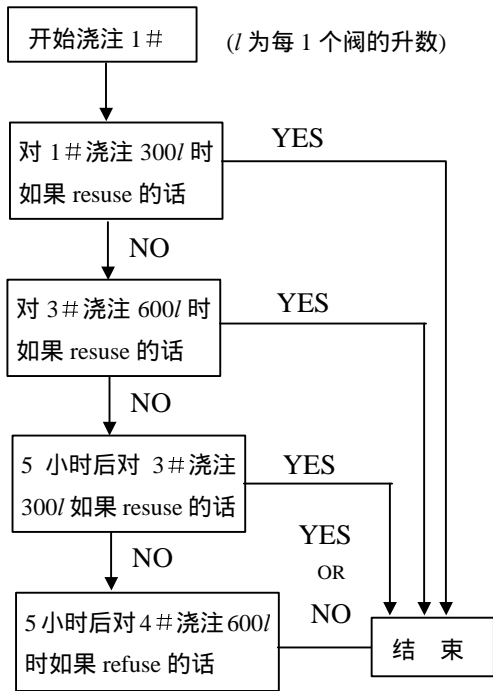 开始浇注 1＃
(l 为每 1 个阀的升数)
对 1＃浇注 300l 时
如果 resuse 的话
YES
NO
对 3＃浇注 600l 时
如果 resuse 的话
YES
NO
5 小时后对 3＃浇注
300l 如果 resuse 的话
YES
NO
YES
OR
NO
5 小时后对 4＃浇注 600l
时如果 refuse 的话
结 束